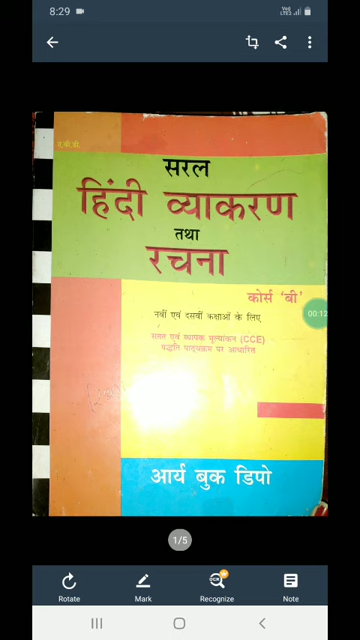 8:29
VoLTE2
ए.बी.डी.
सरल
हिंदी व्याकरण
तथा
रचना
कोर्स 'बी'
00:12
नवीं एवं दसवीं कक्षाओं के लिए
सतत एवं व्यापक मूल्यांकन (CCE)
पद्धति पाठ्यक्रम पर आधारित
आर्य बुक डिपो
1/5
Rotate
Mark
Recognize
Note